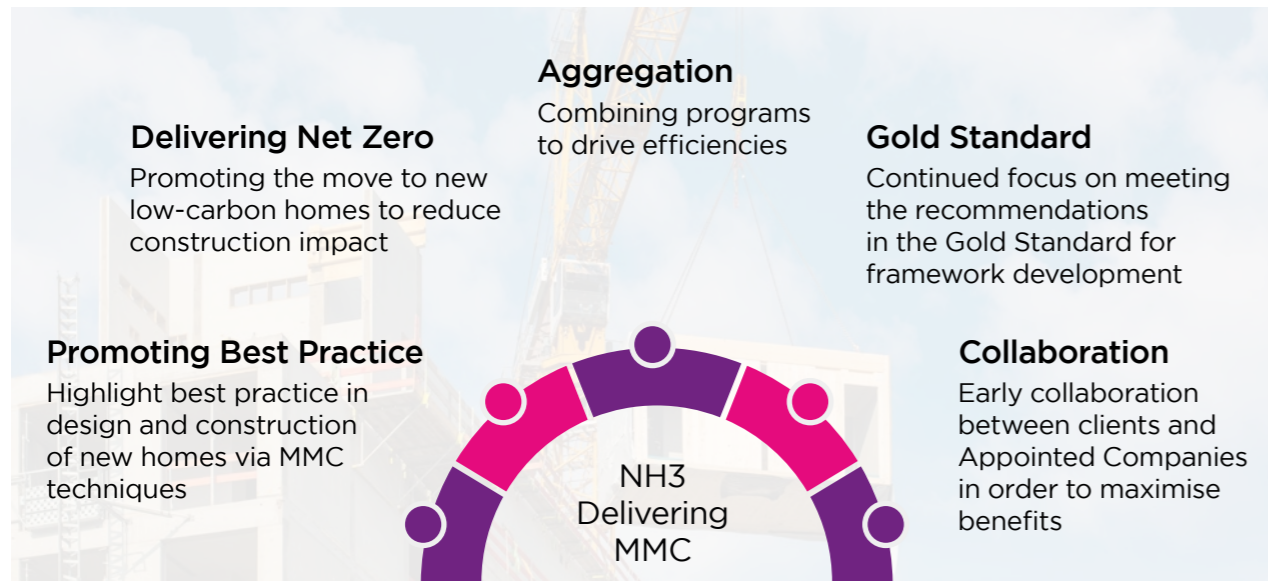 Aggregation
Combining programs
to drive efficiencies
Delivering Net Zero
Promoting the move to new
low-carbon homes to reduce
construction impact
Gold Standard
Continued focus on meeting
the recommendations
in the Gold Standard for
framework development
Promoting Best Practice
Highlight best practice in
design and construction
of new homes via MMC
techniques
Collaboration
Early collaboration
between clients and
Appointed Companies
in order to maximise
benefits
NH3
Delivering
MMC